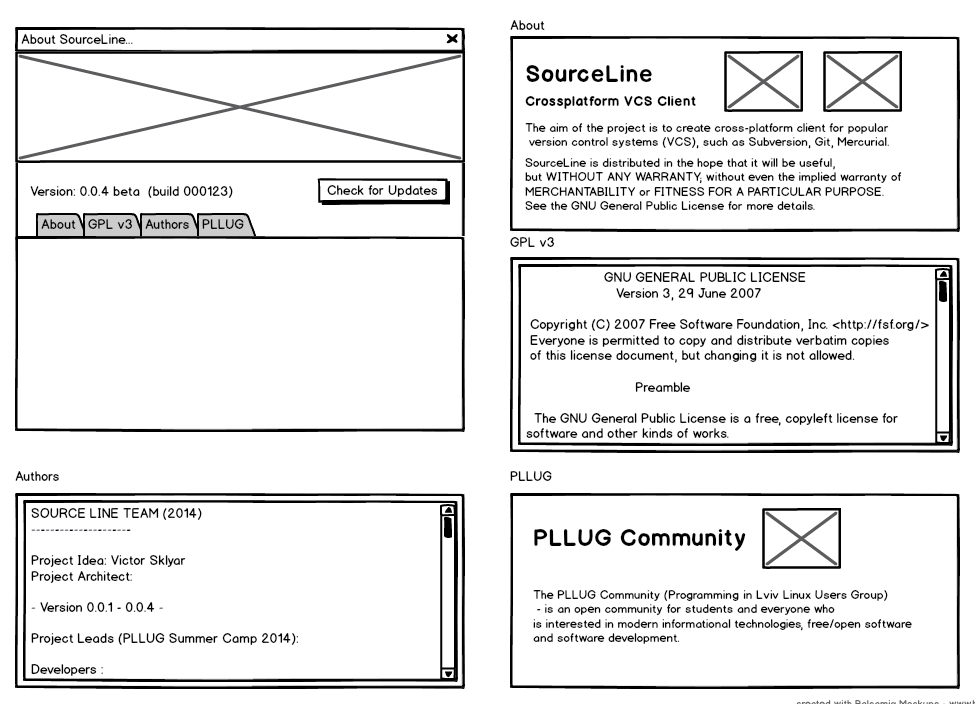 About SourceLine...
Version: 0.0.4 beta (build 000123)
Check for Updates
About
GPL v3
Authors
PLLUG
About
SourceLine
Crossplatform VCS Client
The aim of the project is to create cross-platform client for popular
version control systems (VCS), such as Subversion, Git, Mercurial.
SourceLine is distributed in the hope that it will be useful,
but WITHOUT ANY WARRANTY; without even the implied warranty of
MERCHANTABILITY or FITNESS FOR A PARTICULAR PURPOSE.
See the GNU General Public License for more details.
GPL v3
GNU GENERAL PUBLIC LICENSE
Version 3, 29 June 2007
Copyright (C) 2007 Free Software Foundation, Inc. <http://fsf.org/>
Everyone is permitted to copy and distribute verbatim copies
of this license document, but changing it is not allowed.
Preamble
The GNU General Public License is a free, copyleft license for
software and other kinds of works.
Authors
SOURCE LINE TEAM (2014)
--------------------
Project Idea: Victor Sklyar
Project Architect:
- Version 0.0.1 - 0.0.4 -
Project Leads (PLLUG Summer Camp 2014):
Developers :
PLLUG
PLLUG Community
The PLLUG Community (Programming in Lviv Linux Users Group)
- is an open community for students and everyone who
is interested in modern informational technologies, free/open software
and software development.